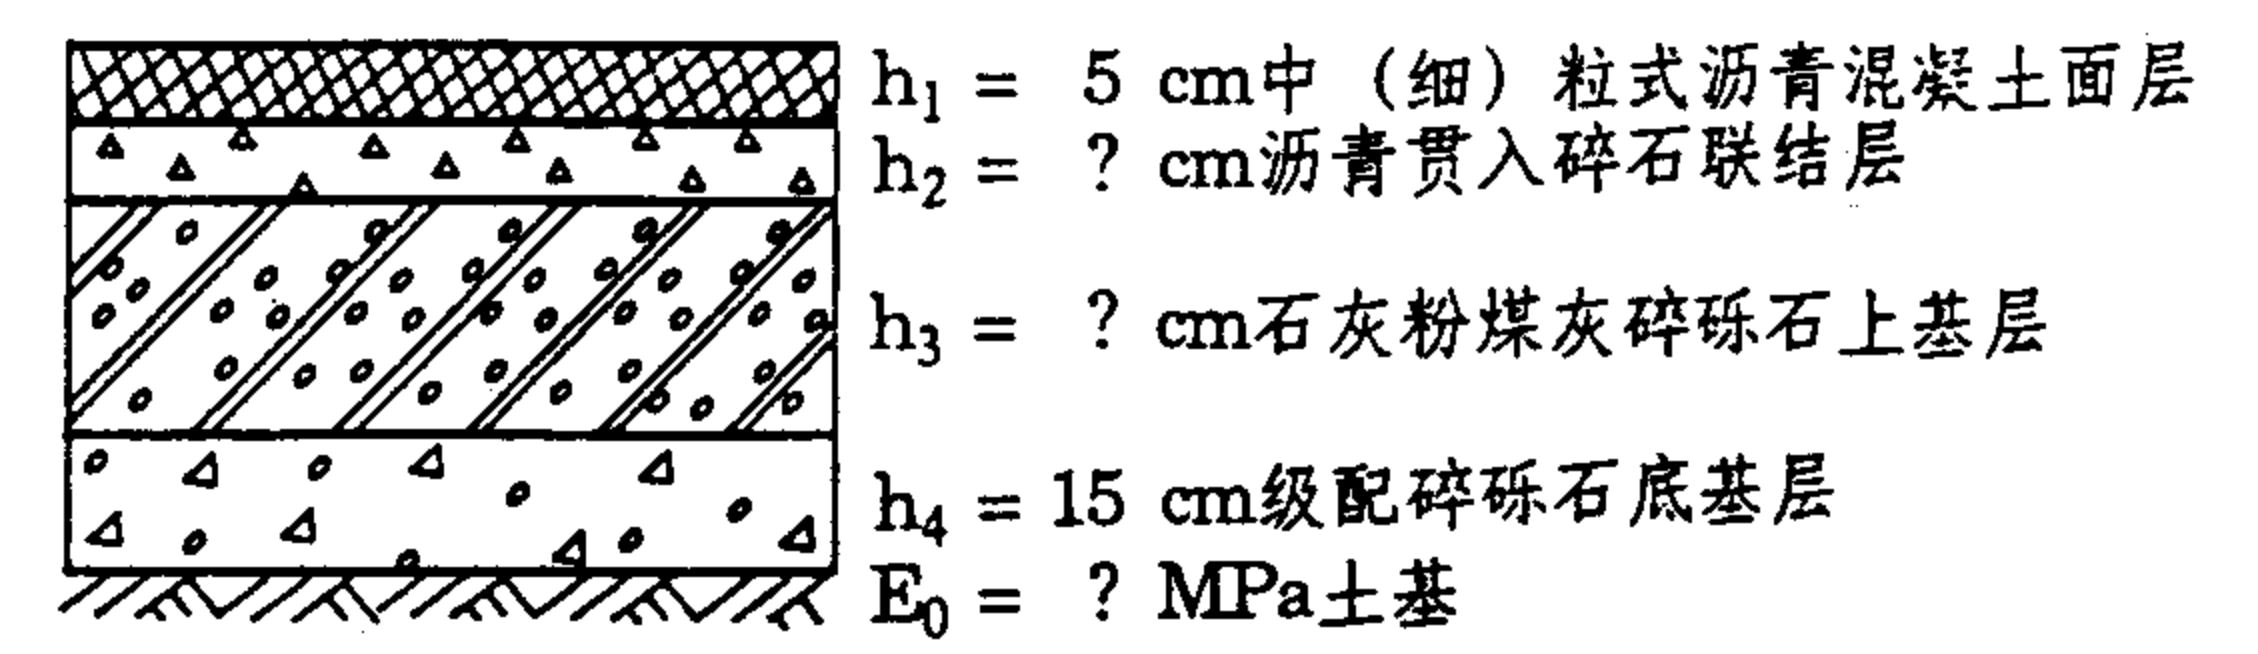 h₁ = 5 cm中（细）粒式沥青混凝土面层
h₂ = ? cm沥青贯入碎石联结层
h₃ = ? cm石灰粉煤灰碎砾石上基层
h₄ = 15 cm级配碎砾石底基层
E₀ = ? MPa土基